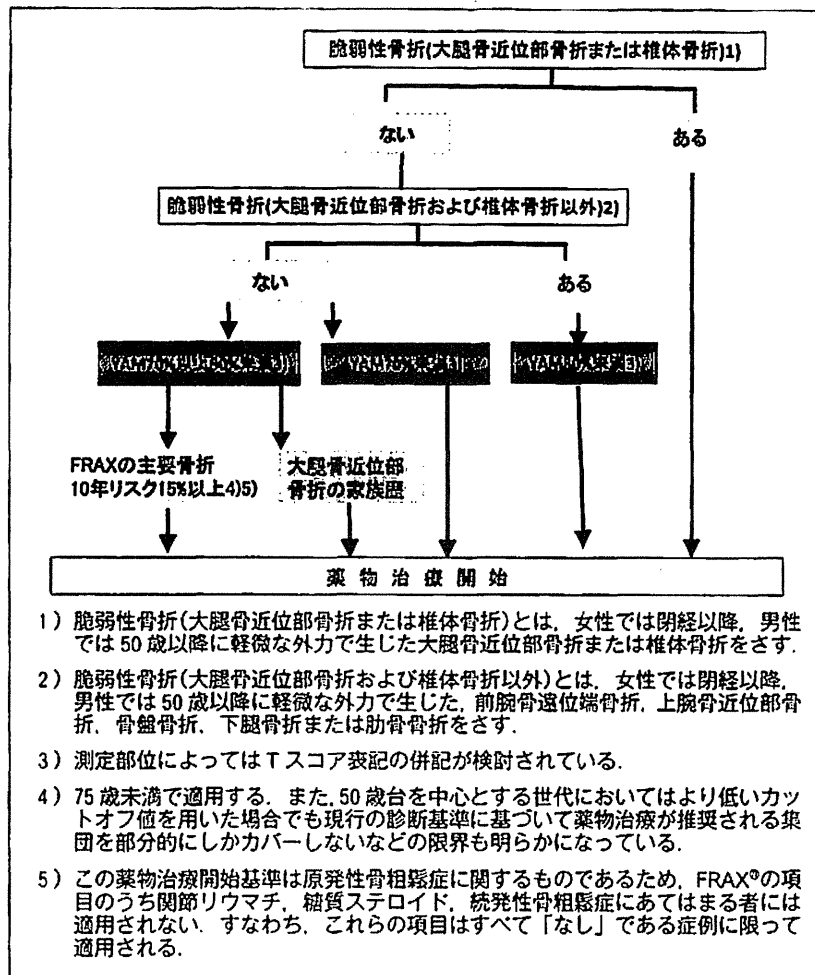 脆弱性骨折(大腿骨近位部骨折または椎体骨折)1)
ない
ある
脆弱性骨折(大腿骨近位部骨折および椎体骨折以外)2)
ない
ある
FRAXの主要骨折
10年リスク15%以上4)5)
大腿骨近位部
骨折の家族歴
薬物治療開始
1）脆弱性骨折(大腿骨近位部骨折または椎体骨折)とは，女性では閉経以降，男性
では 50 歳以降に軽微な外力で生じた大腿骨近位部骨折または椎体骨折をさす．
2）脆弱性骨折(大腿骨近位部骨折および椎体骨折以外)とは，女性では閉経以降，
男性では 50 歳以降に軽微な外力で生じた，前腕骨遠位端骨折，上腕骨近位部骨
折，骨盤骨折，下腿骨折または肋骨骨折をさす．
3）測定部位によっては T スコア表記の併記が検討されている．
4）75 歳未満で適用する．また，50 歳台を中心とする世代においてはより低いカッ
トオフ値を用いた場合でも現行の診断基準に基づいて薬物治療が推奨される集
団を部分的にしかカバーしないなどの限界も明らかになっている．
5）この薬物治療開始基準は原発性骨粗鬆症に関するものであるため，FRAX®の項
目のうち関節リウマチ，糖質ステロイド，続発性骨粗鬆症にあてはまる者には
適用されない．すなわち，これらの項目はすべて「なし」である症例に限って
適用される．